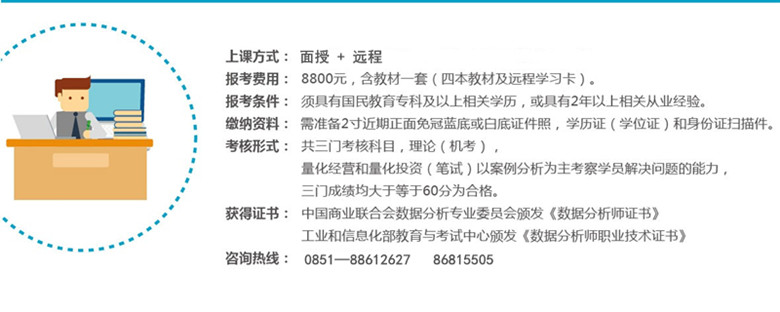 上课方式： 面授 + 远程
报考费用： 8800元，含教材一套（四本教材及远程学习卡）。
报考条件： 须具有国民教育专科及以上相关学历，或具有2年以上相关从业经验。
缴纳资料： 需准备2寸近期正面免冠蓝底或白底证件照，学历证（学位证）和身份证扫描件。
考核形式： 共三门考核科目，理论（机考），
量化经营和量化投资（笔试）以案例分析为主考察学员解决问题的能力，
三门成绩均大于等于60分为合格。
获得证书： 中国商业联合会数据分析专业委员会颁发《数据分析师证书》
工业和信息化部教育与考试中心颁发《数据分析师职业技术证书》
咨询热线： 0851—88612627 86815505